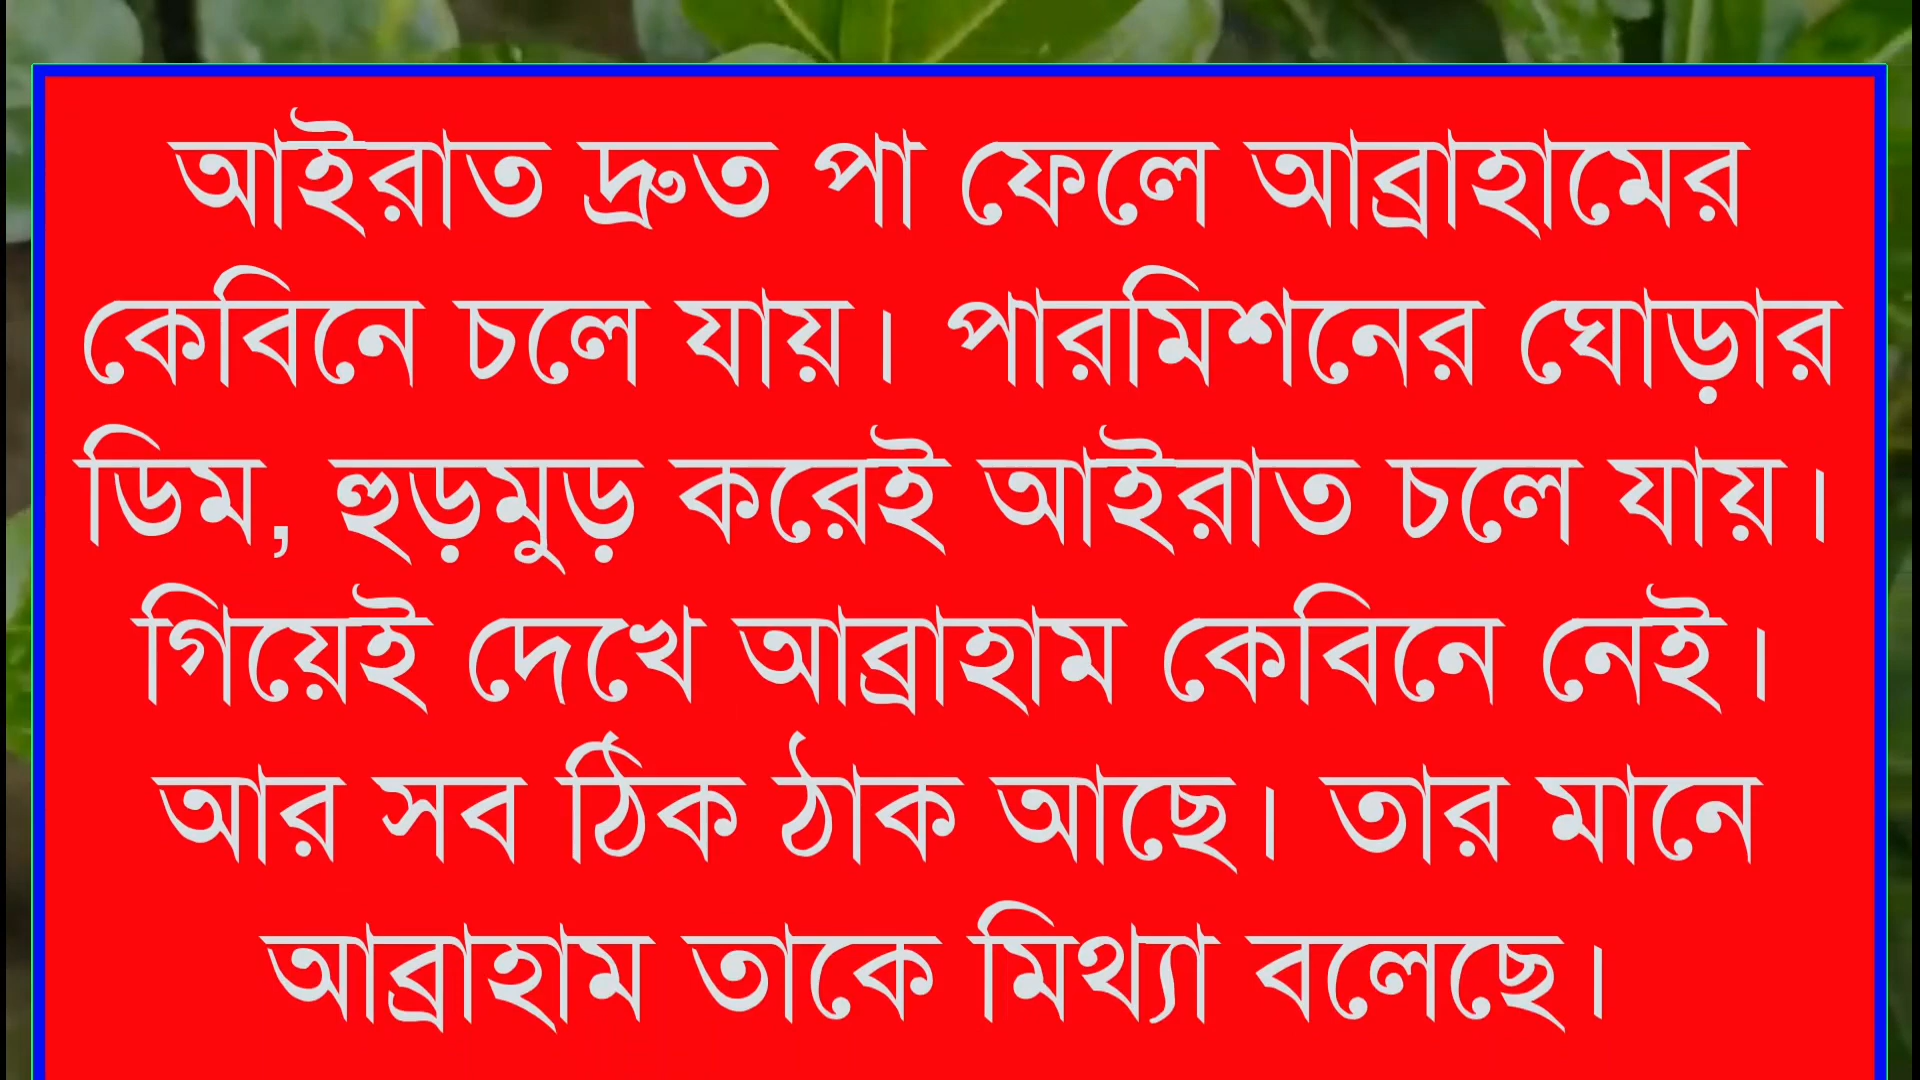 আইরাত দ্রুত পা ফেলে আব্রাহামের
কেবিনে চলে যায়। পারমিশনের ঘোড়ার
ডিম, হুড়মুড় করেই আইরাত চলে যায়।
গিয়েই দেখে আব্রাহাম কেবিনে নেই।
আর সব ঠিক ঠাক আছে। তার মানে
আব্রাহাম তাকে মিথ্যা বলেছে।